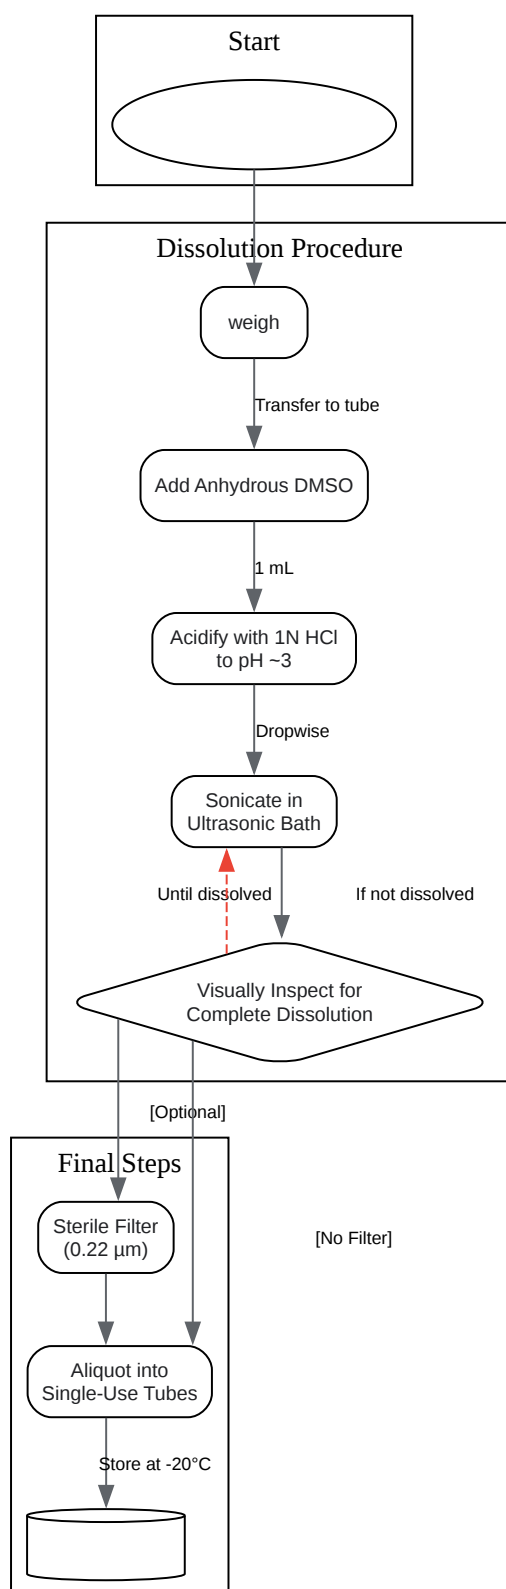 Start
Dissolution Procedure
weigh
Transfer to tube
Add Anhydrous DMSO
1 mL
Acidify with 1N HCl
to pH ~3
Dropwise
Sonicate in
Ultrasonic Bath
Until dissolved
If not dissolved
Visually Inspect for
Complete Dissolution
[Optional]
Final Steps
Sterile Filter
(0.22 µm)
[No Filter]
Aliquot into
Single-Use Tubes
Store at -20°C